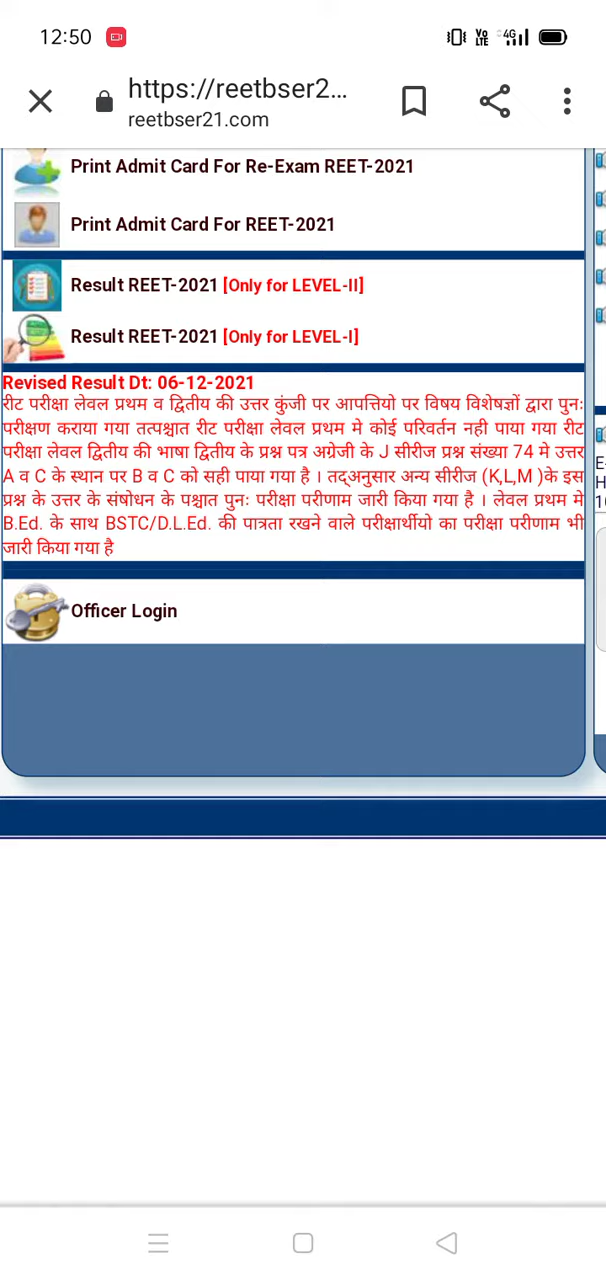 12:50
Vo LTE 4G
https://reetbser2...
reetbser21.com
Print Admit Card For Re-Exam REET-2021
Print Admit Card For REET-2021
Result REET-2021 [Only for LEVEL-II]
Result REET-2021 [Only for LEVEL-I]
Revised Result Dt: 06-12-2021
रीट परीक्षा लेवल प्रथम व द्वितीय की उत्तर कुंजी पर आपत्तियो पर विषय विशेषज्ञों द्वारा पुनः
परीक्षण कराया गया तत्पश्चात रीट परीक्षा लेवल प्रथम मे कोई परिवर्तन नही पाया गया रीट
परीक्षा लेवल द्वितीय की भाषा द्वितीय के प्रश्न पत्र अग्रेजी के J सीरीज प्रश्न संख्या 74 मे उत्तर
A व C के स्थान पर B व C को सही पाया गया है । तद्अनुसार अन्य सीरीज (K,L,M )के इस
प्रश्न के उत्तर के संषोधन के पश्चात पुनः परीक्षा परीणाम जारी किया गया है । लेवल प्रथम मे
B.Ed. के साथ BSTC/D.L.Ed. की पात्रता रखने वाले परीक्षार्थीयो का परीक्षा परीणाम भी
जारी किया गया है
Officer Login